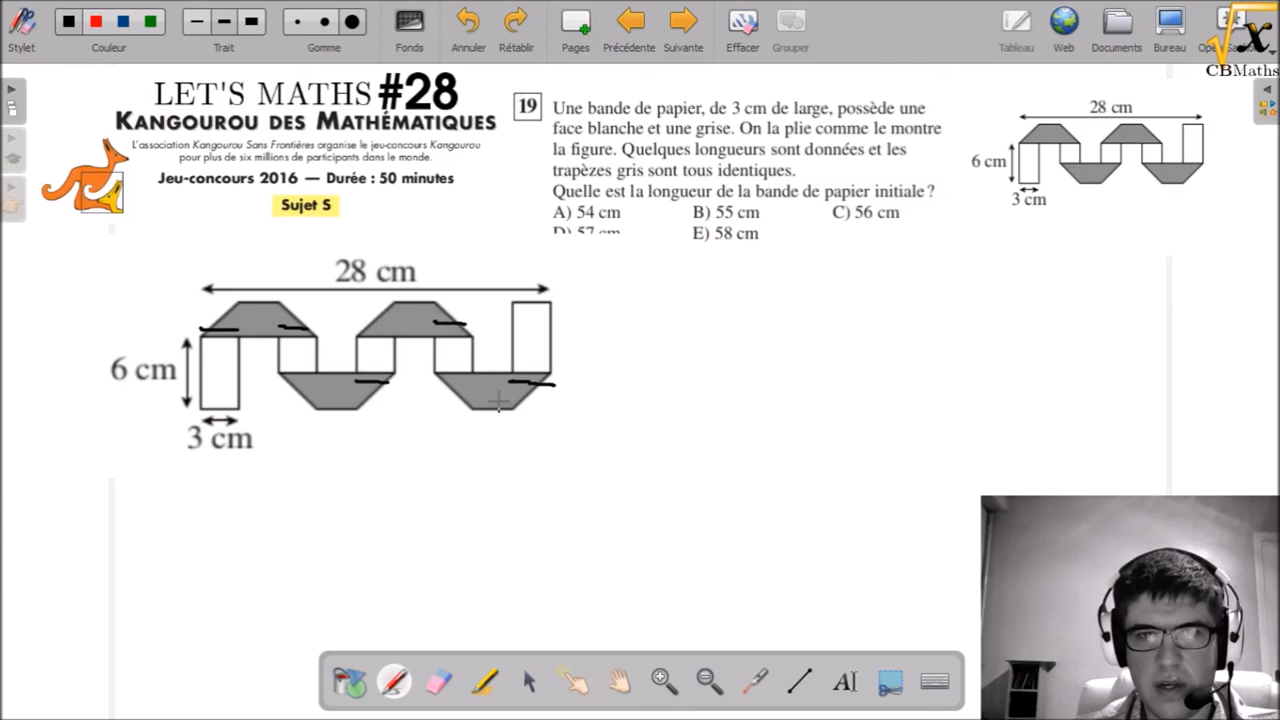 Stylet
Couleur
Trait
Gomme
Fonds
Annuler
Rétablir
Pages
Précédente
Suivante
Effacer
Grouper
Tableau
Web
Documents
Bureau
CBMaths
LET'S MATHS #28
KANGOUROU DES MATHÉMATIQUES
L'association Kangourou Sans Frontières organise le jeu-concours Kangourou
pour plus de six millions de participants dans le monde.
Jeu-concours 2016 — Durée : 50 minutes
Sujet S
19 Une bande de papier, de 3 cm de large, possède une
face blanche et une grise. On la plie comme le montre
la figure. Quelques longueurs sont données et les
trapèzes gris sont tous identiques.
Quelle est la longueur de la bande de papier initiale ?
A) 54 cm B) 55 cm C) 56 cm
D) 57 cm E) 58 cm
28 cm
6 cm
3 cm
28 cm
6 cm
3 cm